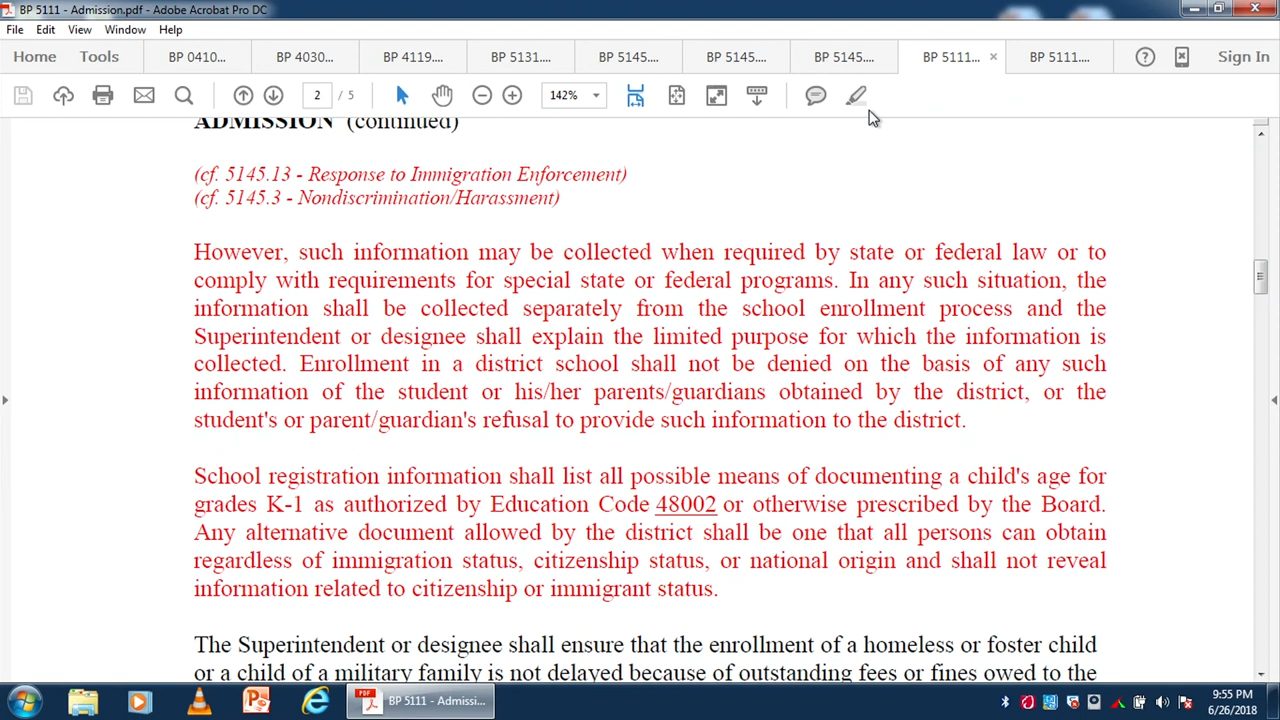 BP 5111 - Admission.pdf - Adobe Acrobat Pro DC
File Edit View Window Help
Home Tools BP 0410... BP 4030... BP 4119.... BP 5131.... BP 5145.... BP 5145.... BP 5145.... BP 5111... × BP 5111.... Sign In
2 / 5 142%
ADMISSION (continued)
(cf. 5145.13 - Response to Immigration Enforcement)
(cf. 5145.3 - Nondiscrimination/Harassment)
However, such information may be collected when required by state or federal law or to
comply with requirements for special state or federal programs. In any such situation, the
information shall be collected separately from the school enrollment process and the
Superintendent or designee shall explain the limited purpose for which the information is
collected. Enrollment in a district school shall not be denied on the basis of any such
information of the student or his/her parents/guardians obtained by the district, or the
student's or parent/guardian's refusal to provide such information to the district.
School registration information shall list all possible means of documenting a child's age for
grades K-1 as authorized by Education Code 48002 or otherwise prescribed by the Board.
Any alternative document allowed by the district shall be one that all persons can obtain
regardless of immigration status, citizenship status, or national origin and shall not reveal
information related to citizenship or immigrant status.
The Superintendent or designee shall ensure that the enrollment of a homeless or foster child
or a child of a military family is not delayed because of outstanding fees or fines owed to the
BP 5111 - Admissi...
9:55 PM
6/26/2018